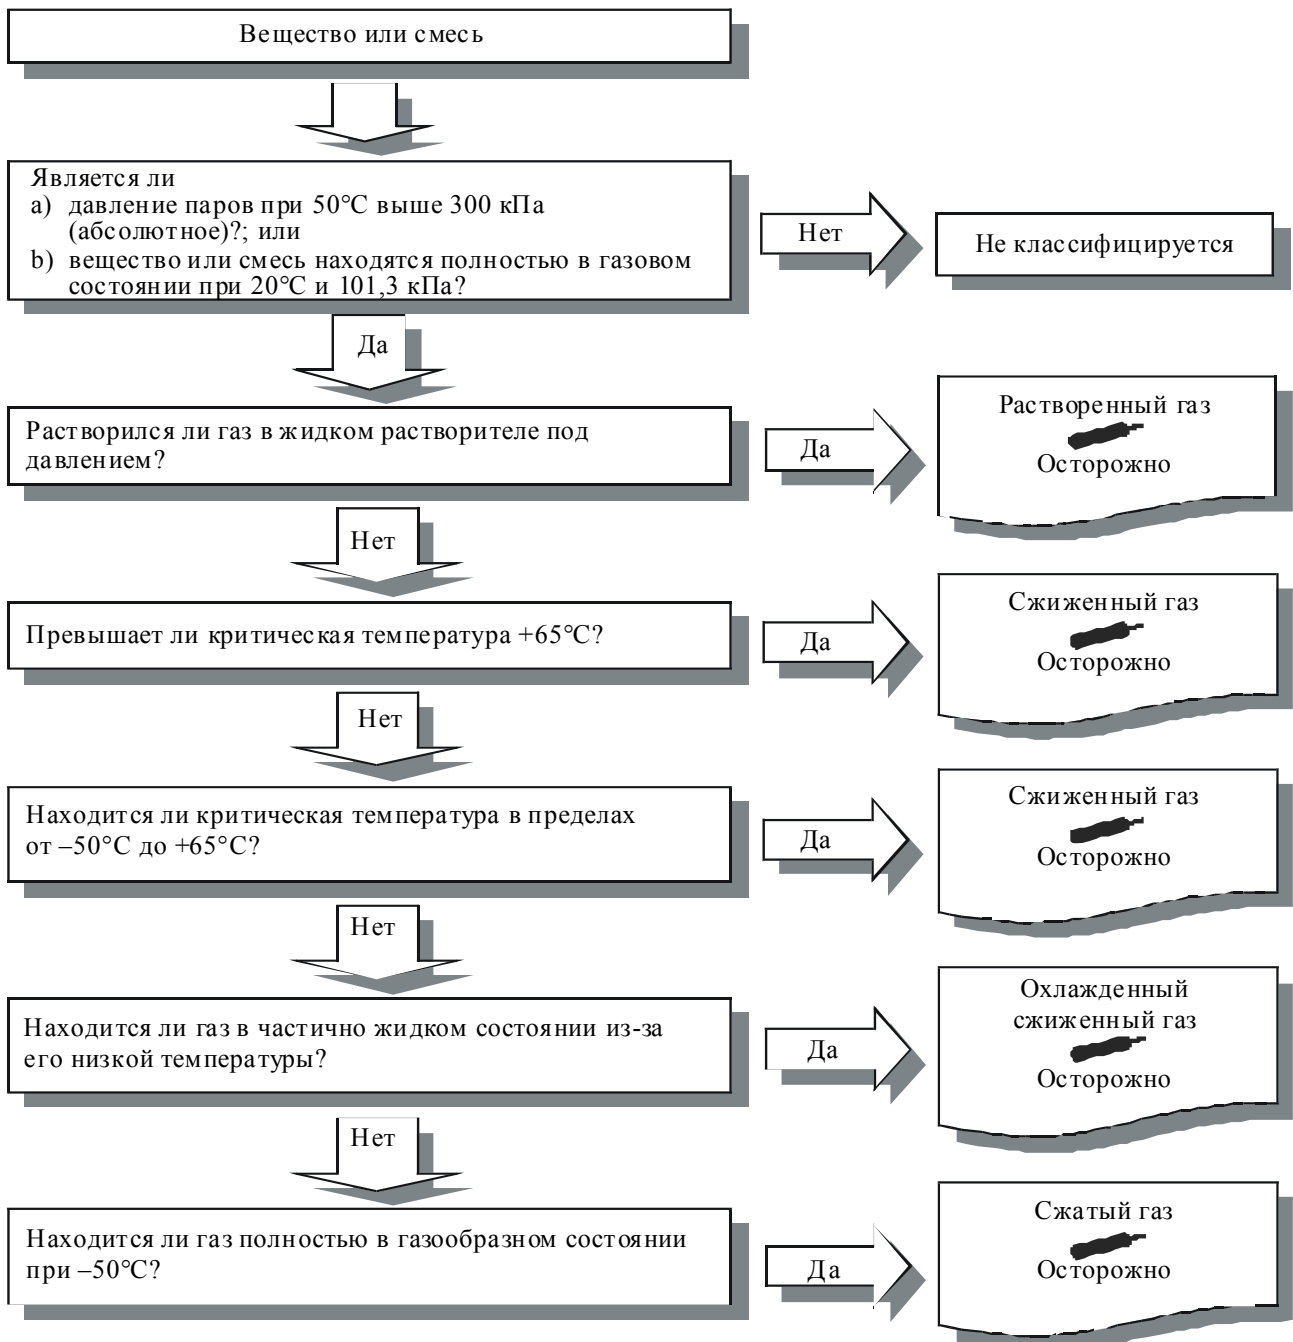 Вещество или смесь
Является ли
a) давление паров при 50°C выше 300 кПа
(абсолютное)?; или
b) вещество или смесь находятся полностью в газовом
состоянии при 20°C и 101,3 кПа?
Нет
Не классифицируется
Да
Растворился ли газ в жидком растворителе под
давлением?
Да
Растворенный газ
Осторожно
Нет
Превышает ли критическая температура +65°C?
Да
Сжиженный газ
Осторожно
Нет
Находится ли критическая температура в пределах
от –50°C до +65°C?
Да
Сжиженный газ
Осторожно
Нет
Находится ли газ в частично жидком состоянии из-за
его низкой температуры?
Да
Охлажденный
сжиженный газ
Осторожно
Нет
Находится ли газ полностью в газообразном состоянии
при –50°C?
Да
Сжатый газ
Осторожно